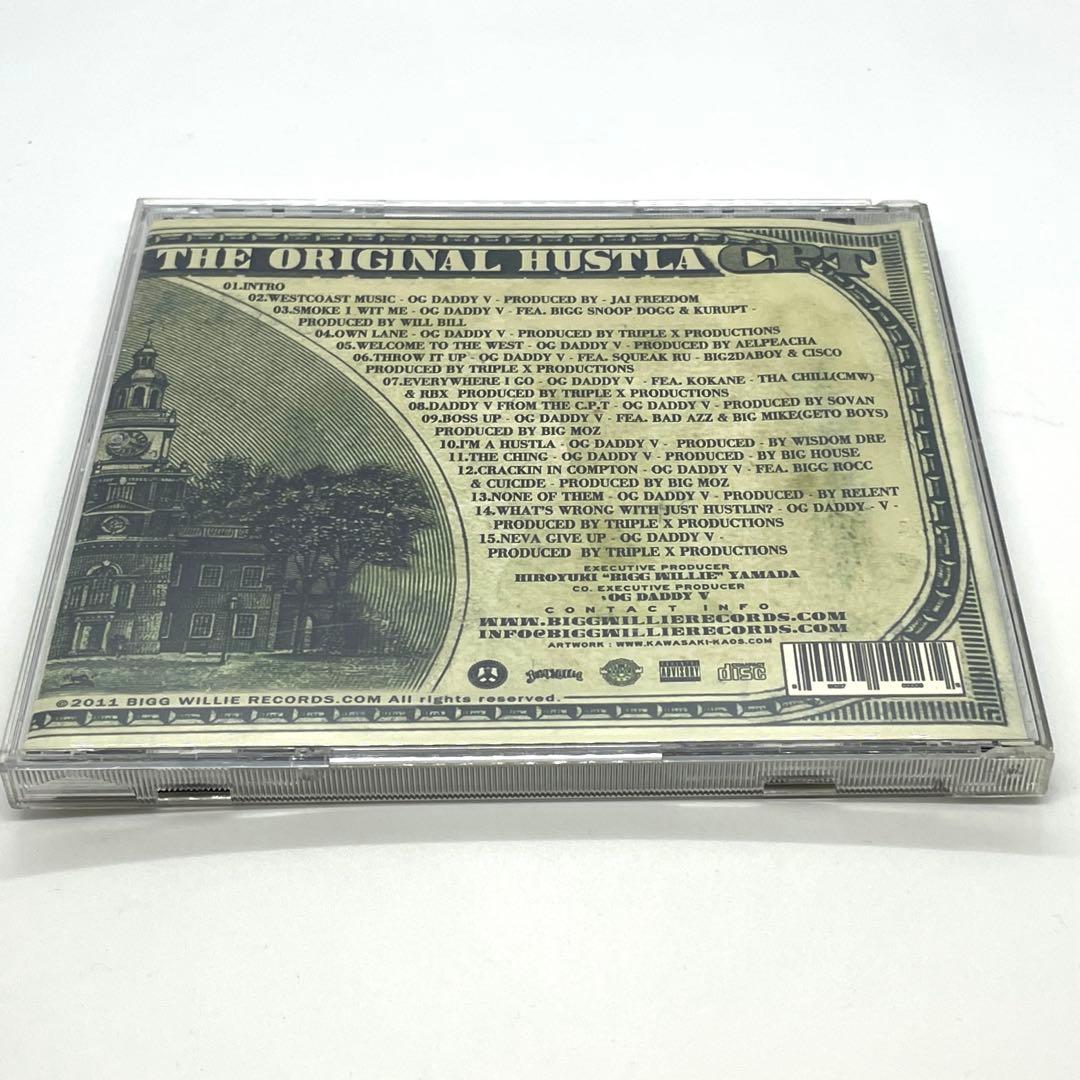 THE ORIGINAL HUSTLA CPT
01.INTRO
02.WESTCOAST MUSIC - OG DADDY V - PRODUCED BY - JAI FREEDOM
03.SMOKE 1 WIT ME - OG DADDY V - FEA. BIGG SNOOP DOGG & KURUPT -
PRODUCED BY WILL BILL
04.OWN LANE - OG DADDY V - PRODUCED BY TRIPLE X PRODUCTIONS
05.WELCOME TO THE WEST - OG DADDY V - PRODUCED BY AELPEACHA
06.THROW IT UP - OG DADDY V - FEA. SQUEAK RU - BIG2DABOY & CISCO
PRODUCED BY TRIPLE X PRODUCTIONS
07.EVERYWHERE I GO - OG DADDY V - FEA. KOKANE - THA CHILL(CMW)
& RBX PRODUCED BY TRIPLE X PRODUCTIONS
08.DADDY V FROM THE C.P.T - OG DADDY V - PRODUCED BY SOVAN
09.BOSS UP - OG DADDY V - FEA. BAD AZZ & BIG MIKE(GETO BOYS)
PRODUCED BY BIG MOZ
10.I'M A HUSTLA - OG DADDY V - PRODUCED - BY WISDOM DRE
11.THE CHING - OG DADDY V - PRODUCED - BY BIG HOUSE
12.CRACKIN IN COMPTON - OG DADDY V - FEA. BIGG ROCC
& CUICIDE - PRODUCED BY BIG MOZ
13.NONE OF THEM - OG DADDY V - PRODUCED - BY RELENT
14.WHAT'S WRONG WITH JUST HUSTLIN? - OG DADDY - V -
PRODUCED BY TRIPLE X PRODUCTIONS
15.NEVA GIVE UP - OG DADDY V -
PRODUCED BY TRIPLE X PRODUCTIONS
EXECUTIVE PRODUCER
HIROYUKI "BIGG WILLIE" YAMADA
CO. EXECUTIVE PRODUCER
:OG DADDY V
CONTACT INFO
WWW.BIGGWILLIERECORDS.COM
INFO@BIGGWILLIERECORDS.COM
ARTWORK : WWW.KAWASAKI-KAOS.COM
ADVISORY
disc
©2011 BIGG WILLIE RECORDS.COM All rights reserved.